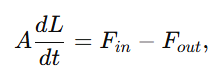 A dL/dt = F_in − F_out,